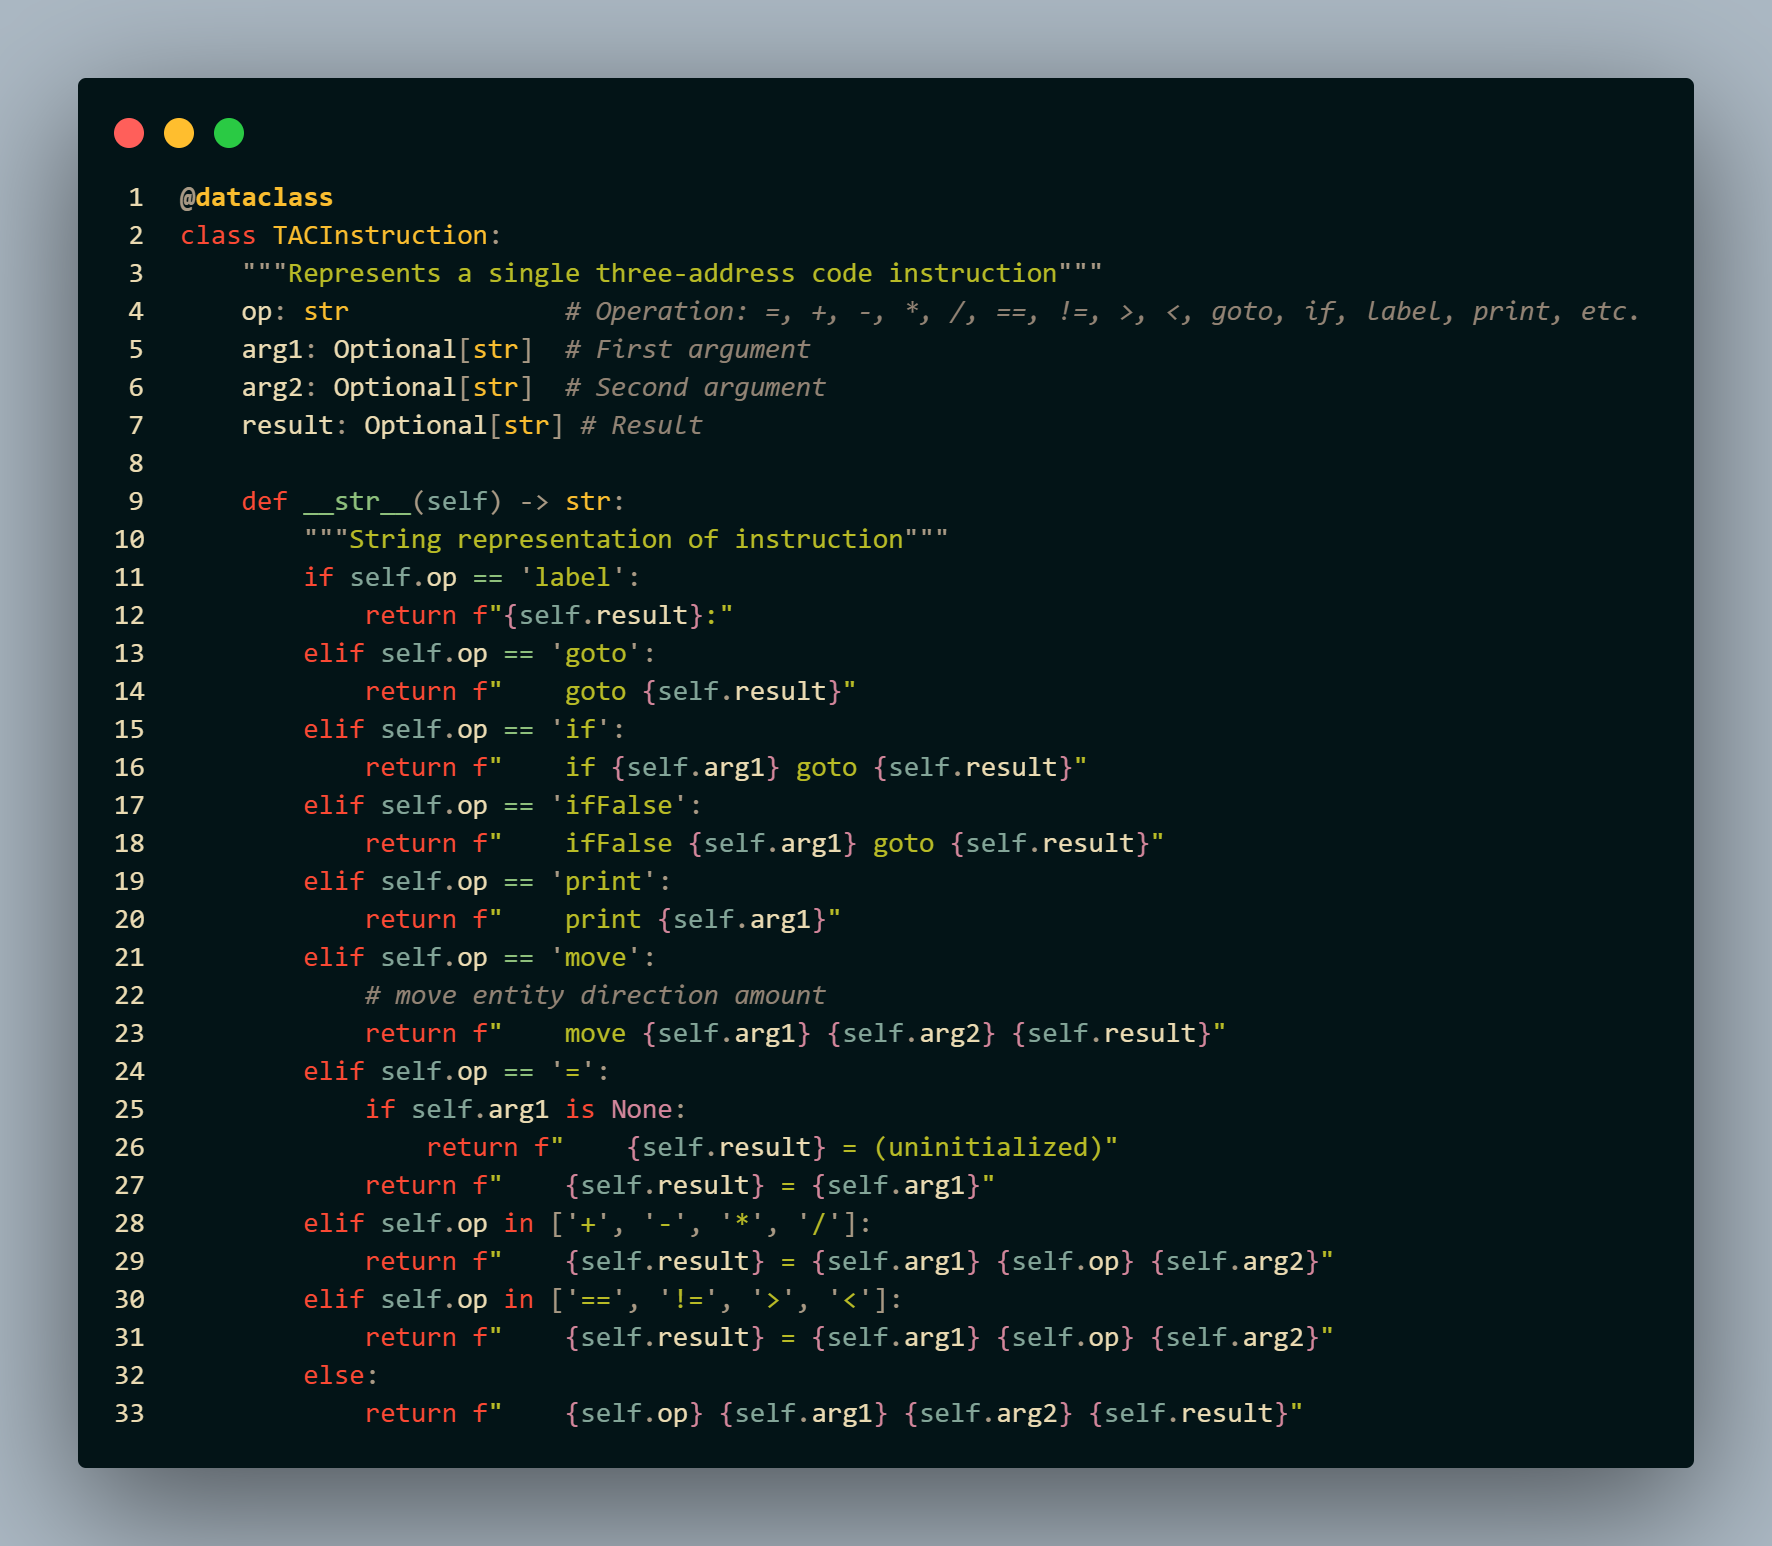 1 @dataclass
2 class TACInstruction:
3     """Represents a single three-address code instruction"""
4     op: str              # Operation: =, +, -, *, /, ==, !=, >, <, goto, if, label, print, etc.
5     arg1: Optional[str]  # First argument
6     arg2: Optional[str]  # Second argument
7     result: Optional[str] # Result
8
9     def __str__(self) -> str:
10         """String representation of instruction"""
11         if self.op == 'label':
12             return f"{self.result}:"
13         elif self.op == 'goto':
14             return f"    goto {self.result}"
15         elif self.op == 'if':
16             return f"    if {self.arg1} goto {self.result}"
17         elif self.op == 'ifFalse':
18             return f"    ifFalse {self.arg1} goto {self.result}"
19         elif self.op == 'print':
20             return f"    print {self.arg1}"
21         elif self.op == 'move':
22             # move entity direction amount
23             return f"    move {self.arg1} {self.arg2} {self.result}"
24         elif self.op == '=':
25             if self.arg1 is None:
26                 return f"    {self.result} = (uninitialized)"
27             return f"    {self.result} = {self.arg1}"
28         elif self.op in ['+', '-', '*', '/']:
29             return f"    {self.result} = {self.arg1} {self.op} {self.arg2}"
30         elif self.op in ['==', '!=', '>', '<']:
31             return f"    {self.result} = {self.arg1} {self.op} {self.arg2}"
32         else:
33             return f"    {self.op} {self.arg1} {self.arg2} {self.result}"